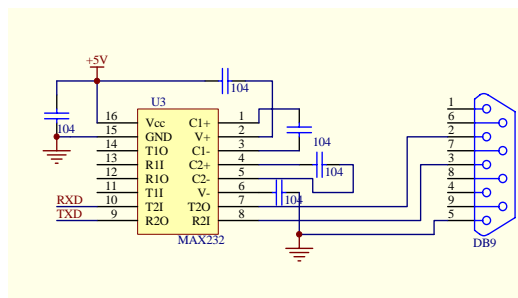 +5V
104
U3
1
6
16 Vcc C1+ 1
104
15 GND V+ 2
2
14 T1O C1- 3
104
7
13 R1I C2+ 4
104
3
12 R1O C2- 5
8
11 T1I V- 6
104
4
RXD 10 T2I T2O 7
9
TXD 9 R2O R2I 8
5
MAX232
DB9